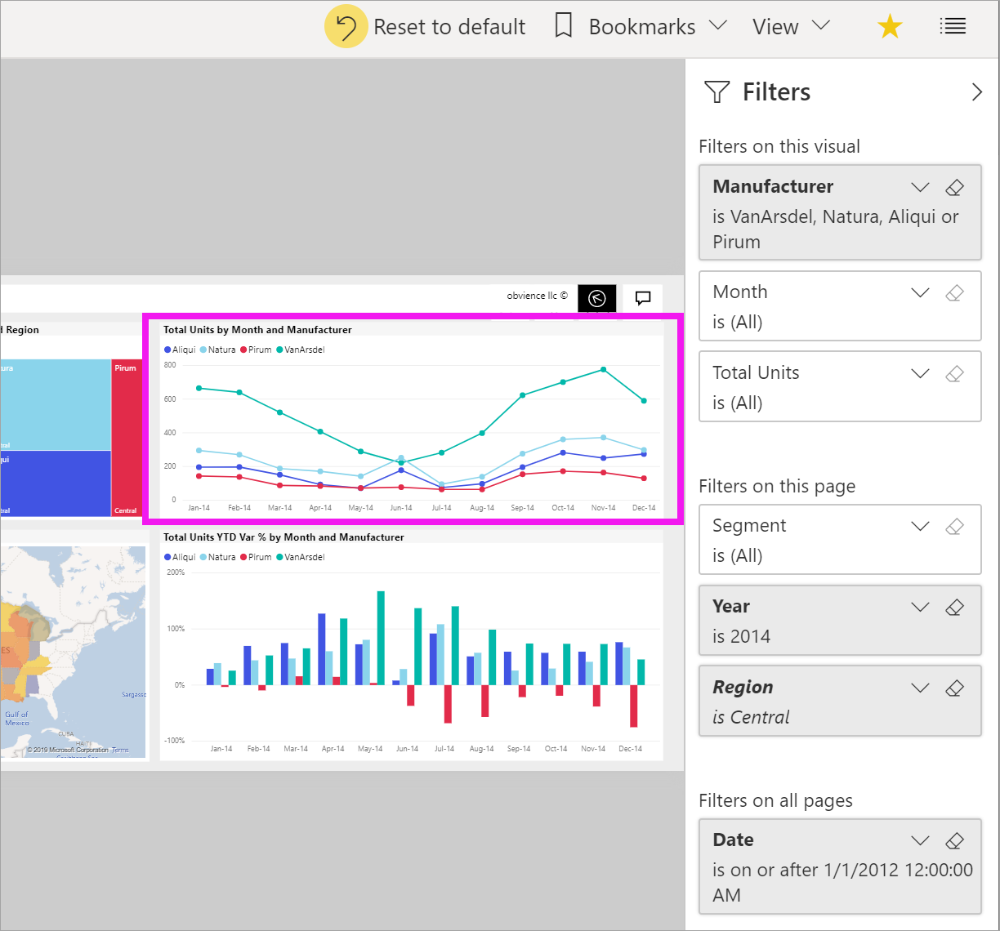 Reset to default
Bookmarks
View
Filters
Filters on this visual
Manufacturer
is VanArsdel, Natura, Aliqui or
Pirum
Month
is (All)
Total Units
is (All)
Filters on this page
Segment
is (All)
Year
is 2014
Region
is Central
Filters on all pages
Date
is on or after 1/1/2012 12:00:00
AM
obvience llc ©
d Region
ura
Pirum
tral
qui
tral
Central
Total Units by Month and Manufacturer
Aliqui Natura Pirum VanArsdel
800
600
400
200
0
Jan-14 Feb-14 Mar-14 Apr-14 May-14 Jun-14 Jul-14 Aug-14 Sep-14 Oct-14 Nov-14 Dec-14
Total Units YTD Var % by Month and Manufacturer
Aliqui Natura Pirum VanArsdel
200%
100%
0%
-100%
Jan-14 Feb-14 Mar-14 Apr-14 May-14 Jun-14 Jul-14 Aug-14 Sep-14 Oct-14 Nov-14 Dec-14
ES
Sargasso
Gulf of
Mexico
CUBA
© 2019 Microsoft Corporation Terms